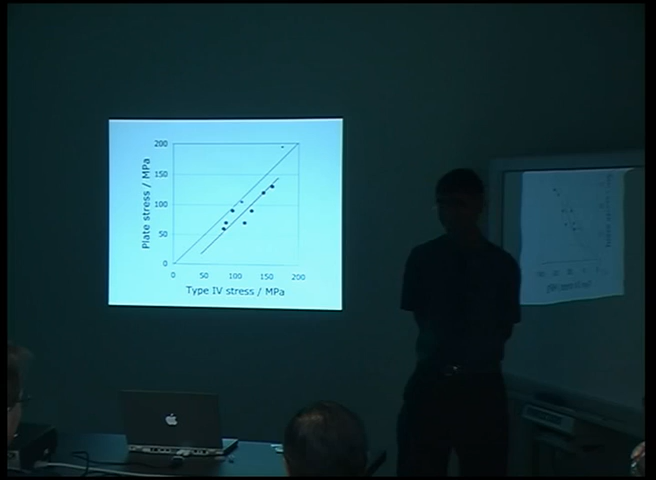 200
150
100
50
0
Plate stress / MPa
0 50 100 150 200
Type IV stress / MPa